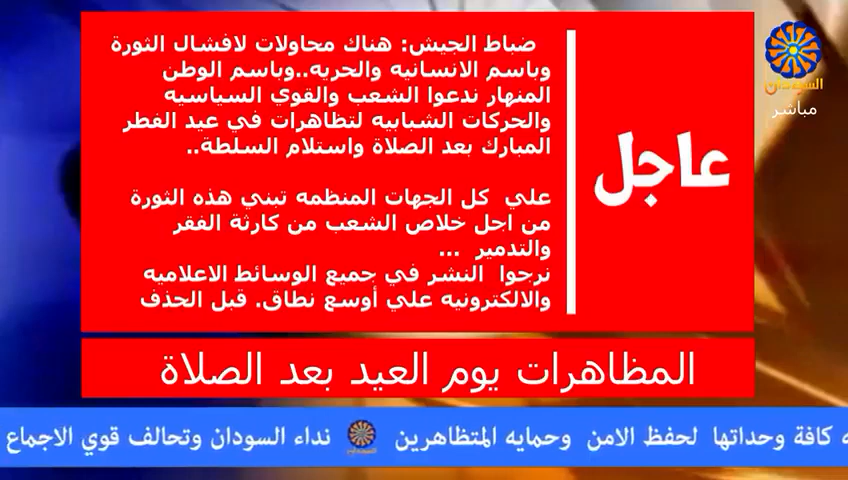 ضباط الجيش: هناك محاولات لافشال الثورة
وباسم الانسانيه والحريه..وباسم الوطن
المنهار ندعوا الشعب والقوي السياسيه
والحركات الشبابيه لتظاهرات في عيد الفطر
المبارك بعد الصلاة واستلام السلطة..
علي كل الجهات المنظمه تبني هذه الثورة
من اجل خلاص الشعب من كارثة الفقر
والتدمير ...
نرجوا النشر في جميع الوسائط الاعلاميه
والالكترونيه علي أوسع نطاق. قبل الحذف
عاجل
السودان
مباشر
المظاهرات يوم العيد بعد الصلاة
ه كافة وحداتها لحفظ الامن وحمايه المتظاهرين
نداء السودان وتحالف قوي الاجماع